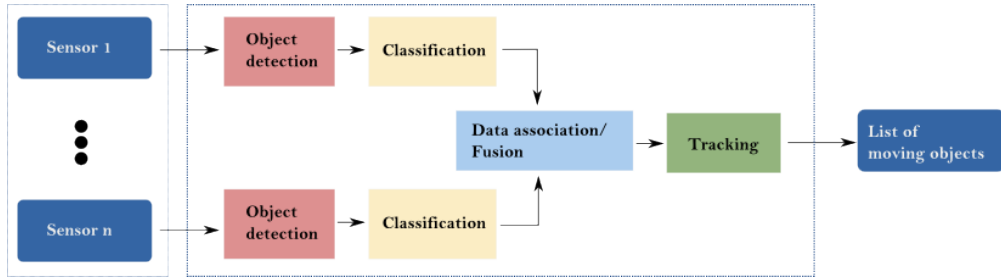 Sensor 1
Object
detection
Classification
Data association/
Fusion
Tracking
List of
moving objects
Sensor n
Object
detection
Classification